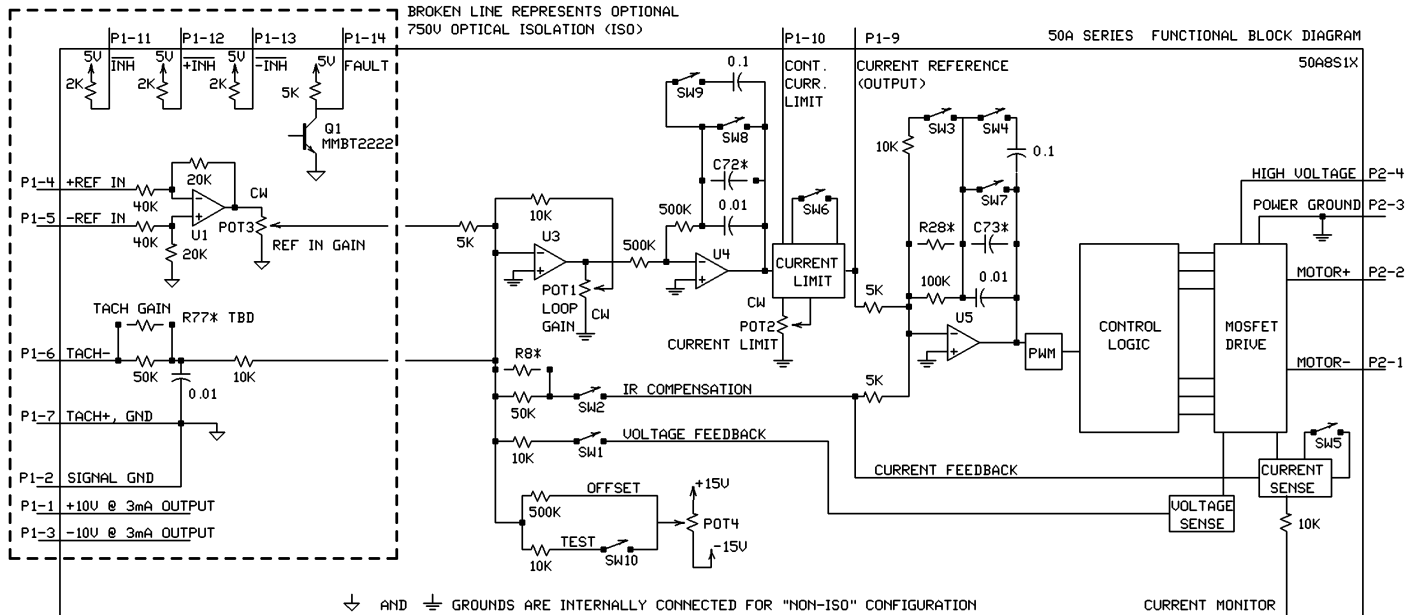 BROKEN LINE REPRESENTS OPTIONAL
750V OPTICAL ISOLATION (ISO)
50A SERIES FUNCTIONAL BLOCK DIAGRAM
50A8S1X
P1-11
P1-12
P1-13
P1-14
P1-10
P1-9
5V
INH
5V
+INH
5V
-INH
5V
FAULT
2K
2K
2K
5K
Q1
MMBT2222
CONT.
CURR.
LIMIT
CURRENT REFERENCE
(OUTPUT)
0.1
SW9
SW8
C72*
0.01
500K
SW3
SW4
10K
0.1
SW7
R28*
C73*
100K
0.01
P1-4
+REF IN
40K
20K
CW
P1-5
-REF IN
40K
U1
20K
POT3
REF IN GAIN
5K
10K
U3
500K
U4
SW6
CURRENT
LIMIT
POT1
LOOP
GAIN
CW
CW
POT2
CURRENT LIMIT
5K
U5
PWM
CONTROL
LOGIC
MOSFET
DRIVE
HIGH VOLTAGE
P2-4
POWER GROUND
P2-3
MOTOR+
P2-2
MOTOR-
P2-1
TACH GAIN
R77* TBD
P1-6
TACH-
50K
10K
0.01
P1-7
TACH+, GND
P1-2
SIGNAL GND
P1-1
+10V @ 3mA OUTPUT
P1-3
-10V @ 3mA OUTPUT
R8*
50K
SW2
IR COMPENSATION
5K
10K
SW1
VOLTAGE FEEDBACK
CURRENT FEEDBACK
SW5
CURRENT
SENSE
VOLTAGE
SENSE
10K
OFFSET
500K
TEST
10K
SW10
+15V
POT4
-15V
AND
GROUNDS ARE INTERNALLY CONNECTED FOR "NON-ISO" CONFIGURATION
CURRENT MONITOR